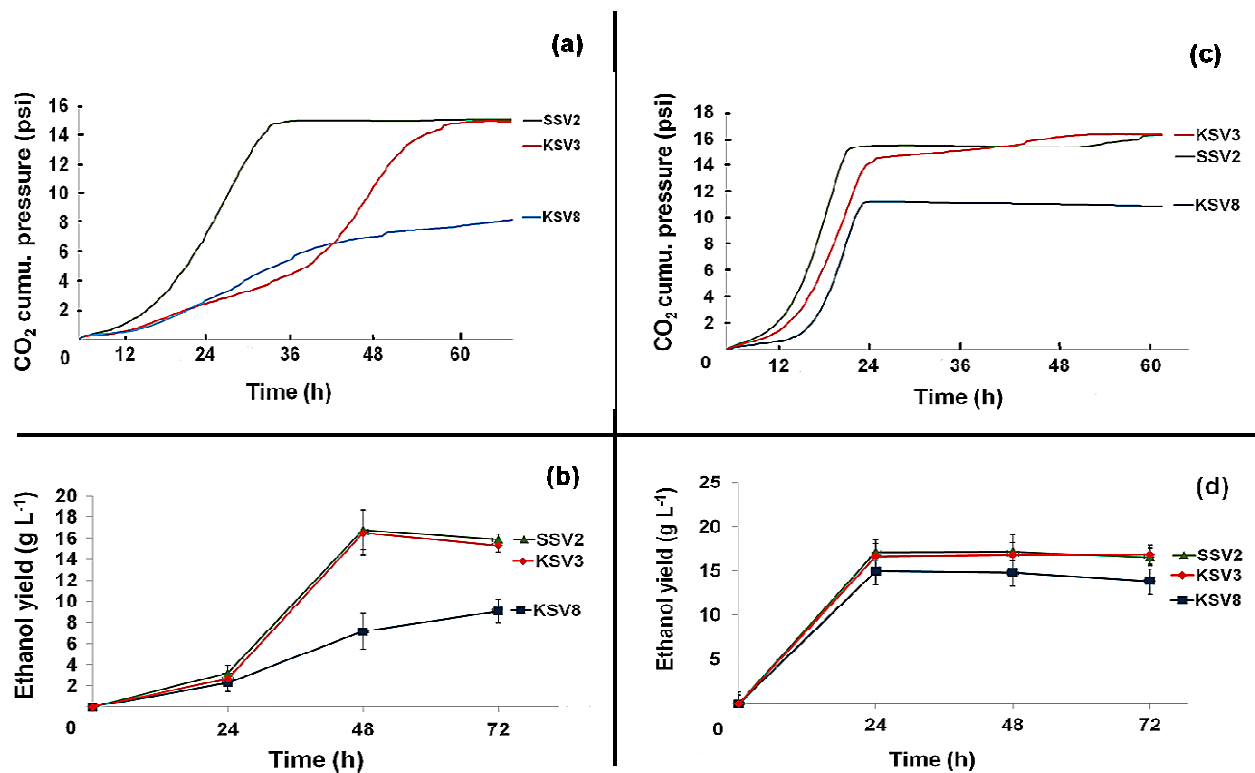 (a)
CO2 cumu. pressure (psi)
16
14
12
10
8
6
4
2
0
12
24
36
48
60
Time (h)
SSV2
KSV3
KSV8
(c)
CO2 cumu. pressure (psi)
18
16
14
12
10
8
6
4
2
0
12
24
36
48
60
Time (h)
KSV3
SSV2
KSV8
(b)
Ethanol yield (g L-1)
20
18
16
14
12
10
8
6
4
2
0
24
48
72
Time (h)
SSV2
KSV3
KSV8
(d)
Ethanol yield (g L-1)
25
20
15
10
5
0
24
48
72
Time (h)
SSV2
KSV3
KSV8